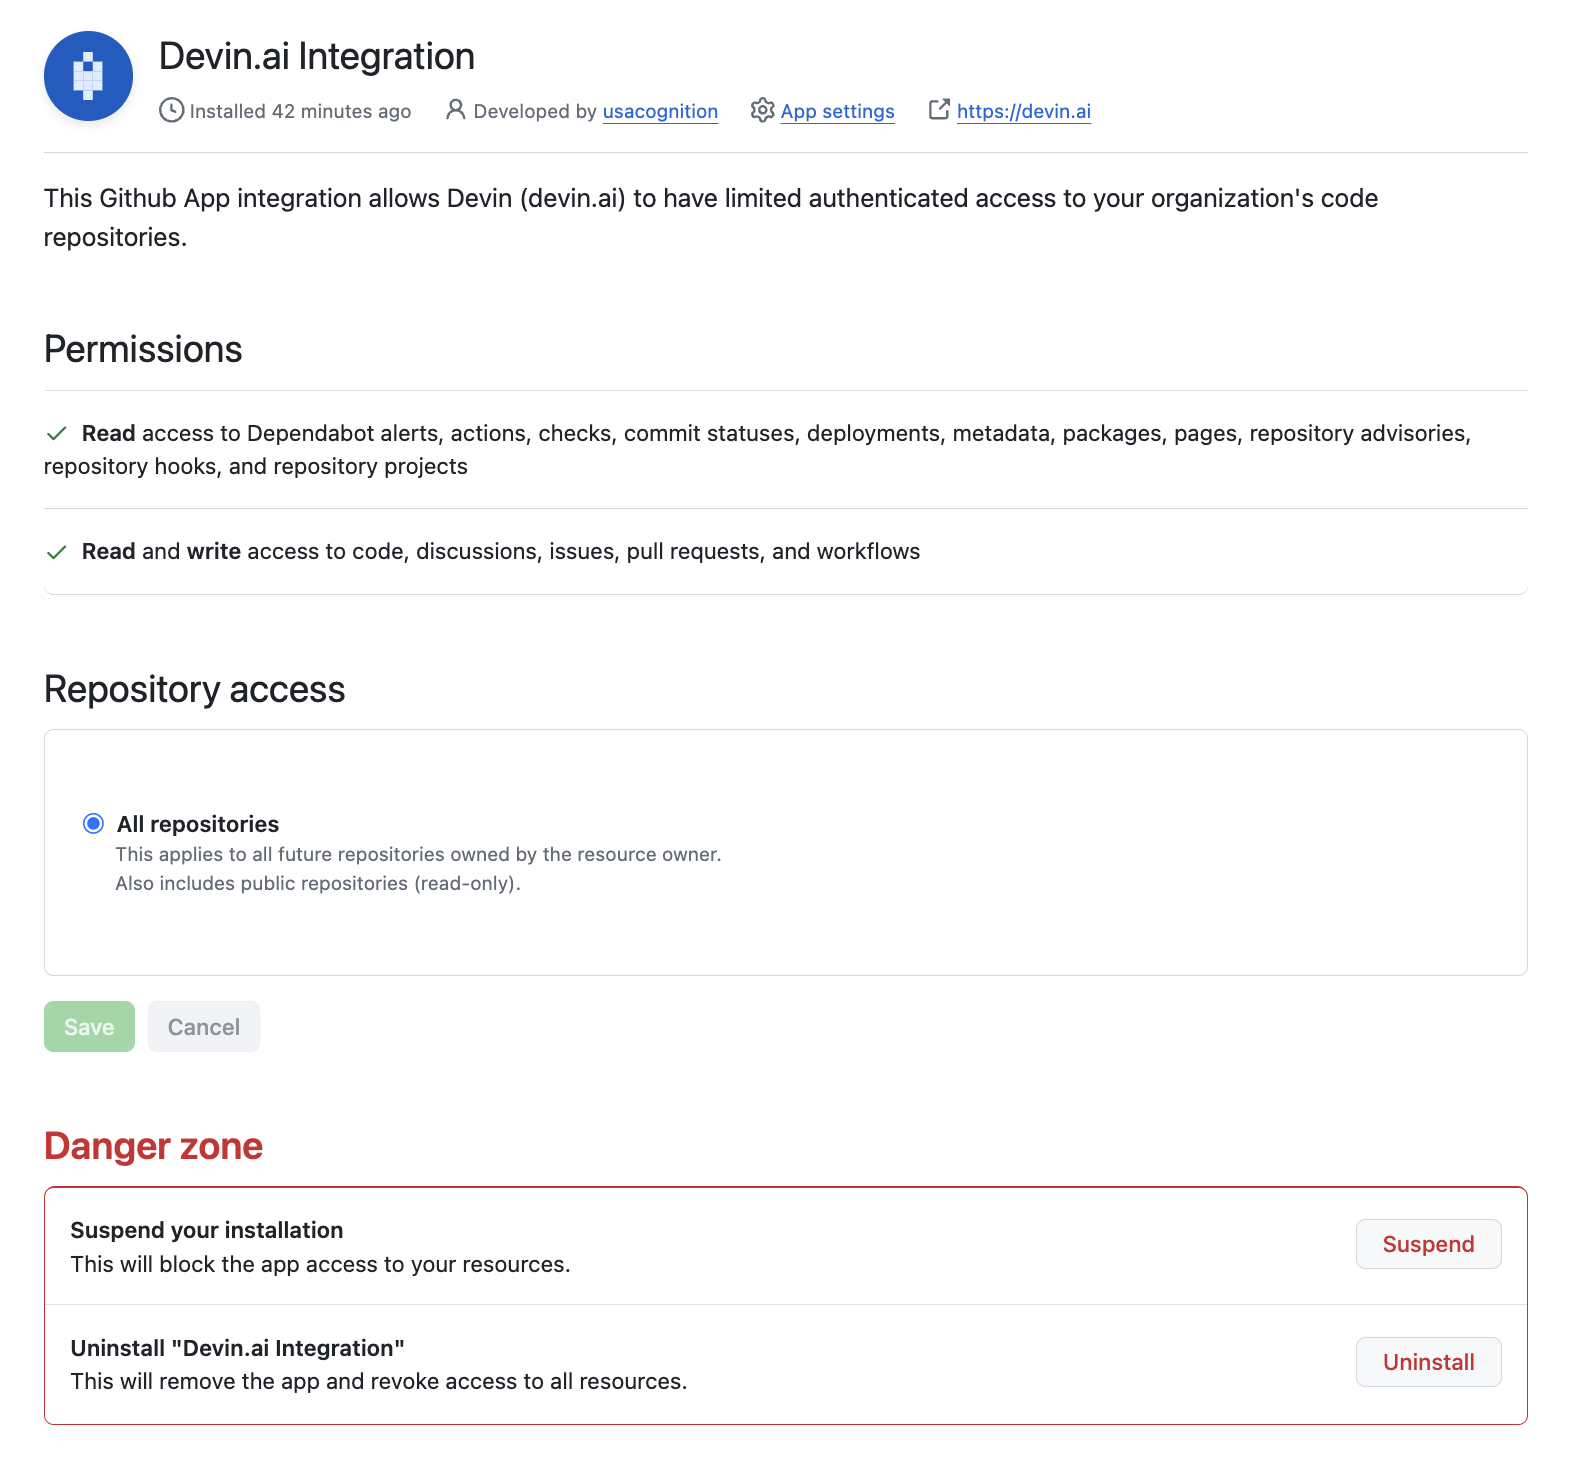 Devin.ai Integration
Installed 42 minutes ago Developed by usacognition App settings https://devin.ai
This Github App integration allows Devin (devin.ai) to have limited authenticated access to your organization's code
repositories.
Permissions
Read access to Dependabot alerts, actions, checks, commit statuses, deployments, metadata, packages, pages, repository advisories,
repository hooks, and repository projects
Read and write access to code, discussions, issues, pull requests, and workflows
Repository access
All repositories
This applies to all future repositories owned by the resource owner.
Also includes public repositories (read-only).
Save Cancel
Danger zone
Suspend your installation
This will block the app access to your resources.
Suspend
Uninstall "Devin.ai Integration"
This will remove the app and revoke access to all resources.
Uninstall